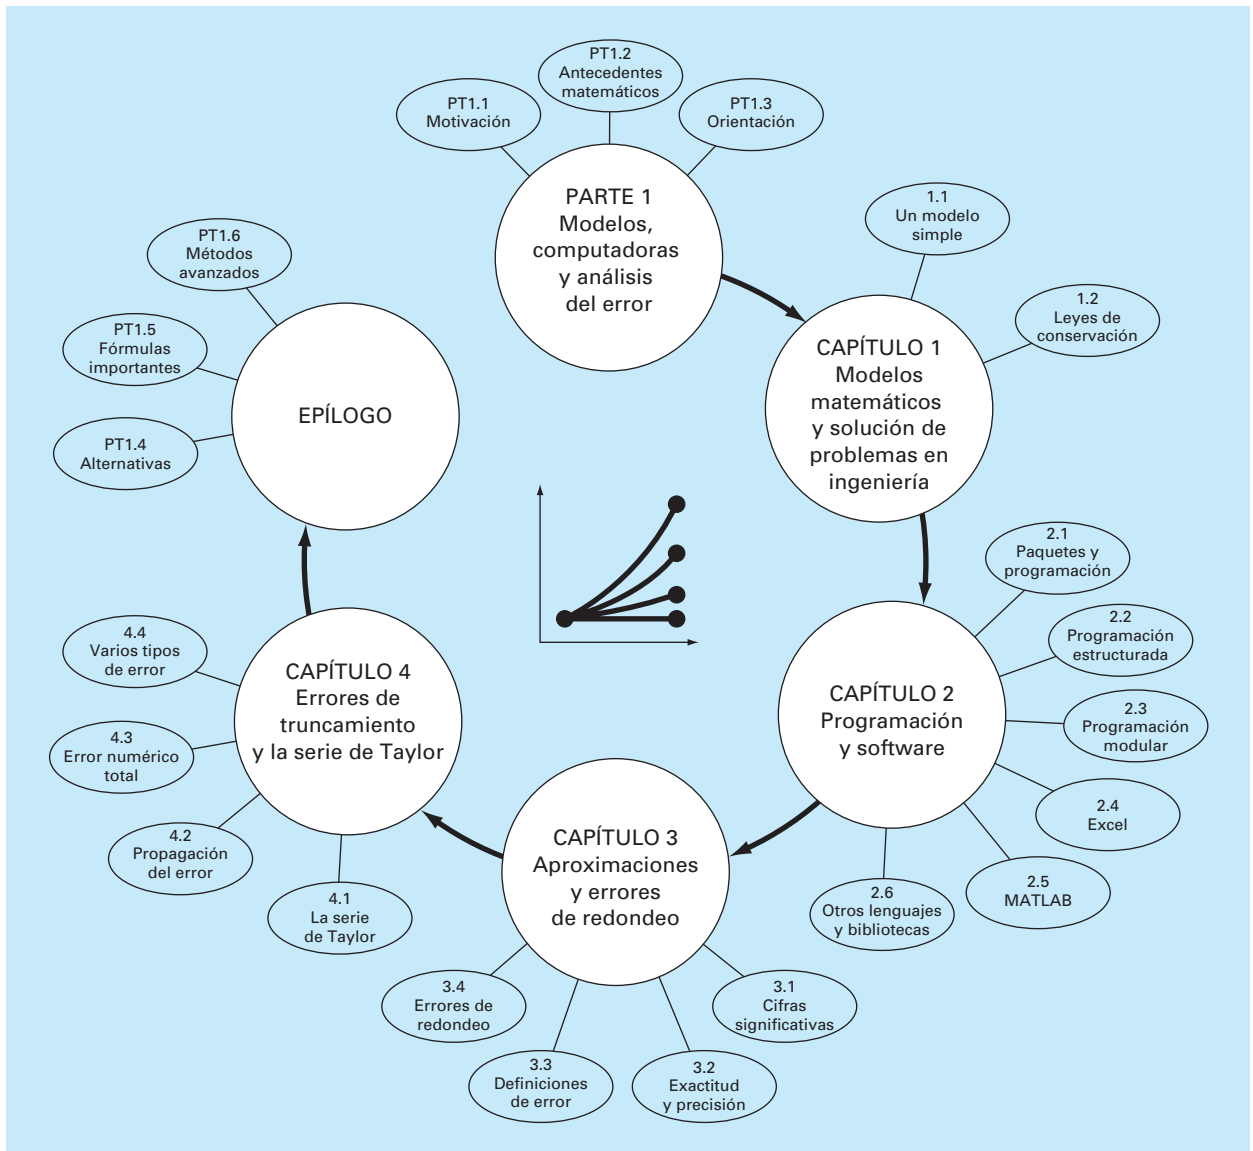 PT1.2
Antecedentes
matemáticos
PT1.1
Motivación
PT1.3
Orientación
PARTE 1
Modelos,
computadoras
y análisis
del error
1.1
Un modelo
simple
1.2
Leyes de
conservación
CAPÍTULO 1
Modelos
matemáticos
y solución de
problemas en
ingeniería
2.1
Paquetes y
programación
2.2
Programación
estructurada
2.3
Programación
modular
2.4
Excel
2.5
MATLAB
2.6
Otros lenguajes
y bibliotecas
CAPÍTULO 2
Programación
y software
CAPÍTULO 3
Aproximaciones
y errores
de redondeo
3.1
Cifras
significativas
3.2
Exactitud
y precisión
3.3
Definiciones
de error
3.4
Errores de
redondeo
CAPÍTULO 4
Errores de
truncamiento
y la serie de Taylor
4.1
La serie
de Taylor
4.2
Propagación
del error
4.3
Error numérico
total
4.4
Varios tipos
de error
EPÍLOGO
PT1.4
Alternativas
PT1.5
Fórmulas
importantes
PT1.6
Métodos
avanzados